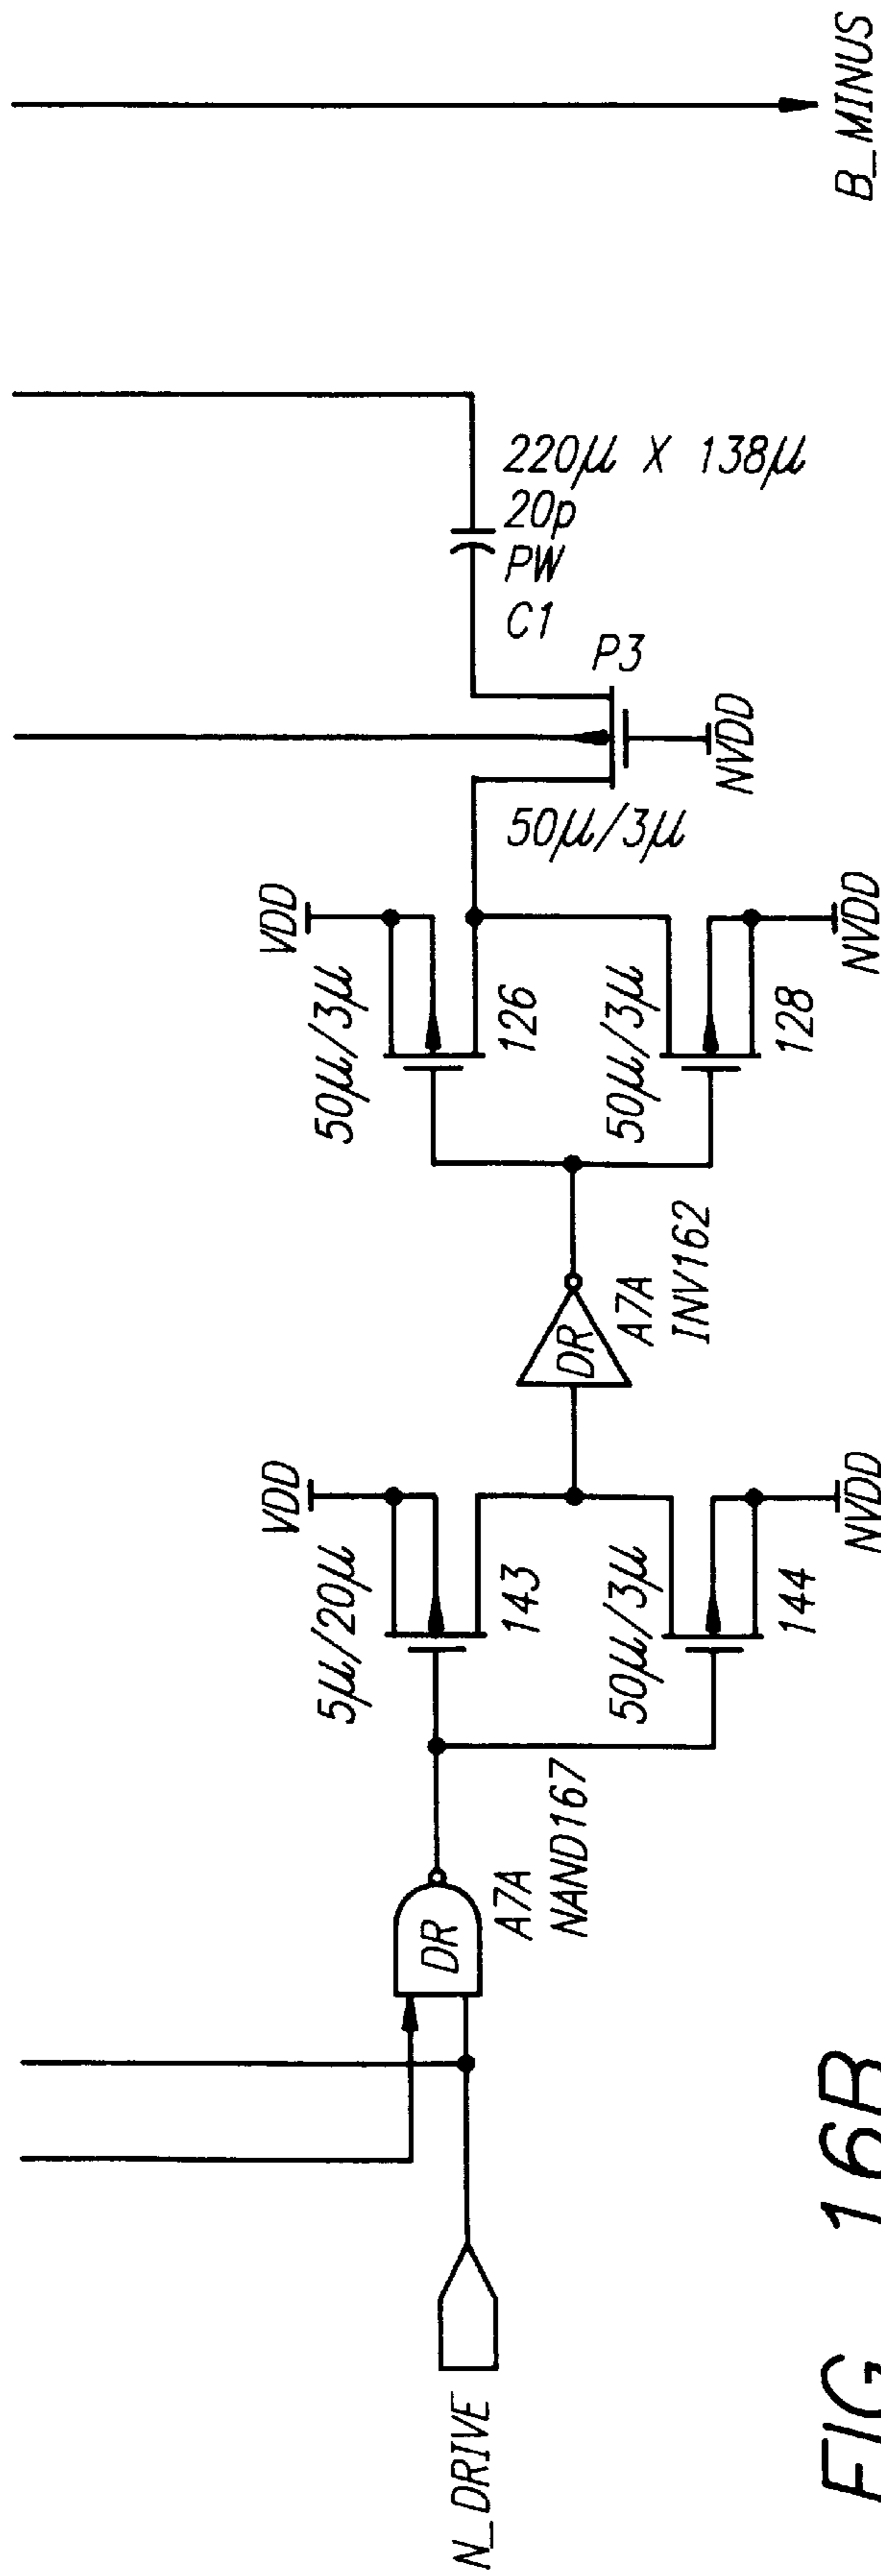 B_MINUS
220μ X 138μ
20p
PW
C1
P3
NVDD
50μ/3μ
VDD
50μ/3μ
126
50μ/3μ
128
NVDD
DR
A7A
INV162
VDD
5μ/20μ
143
50μ/3μ
144
NVDD
DR
A7A
NAND167
N_DRIVE
FIG. 16B